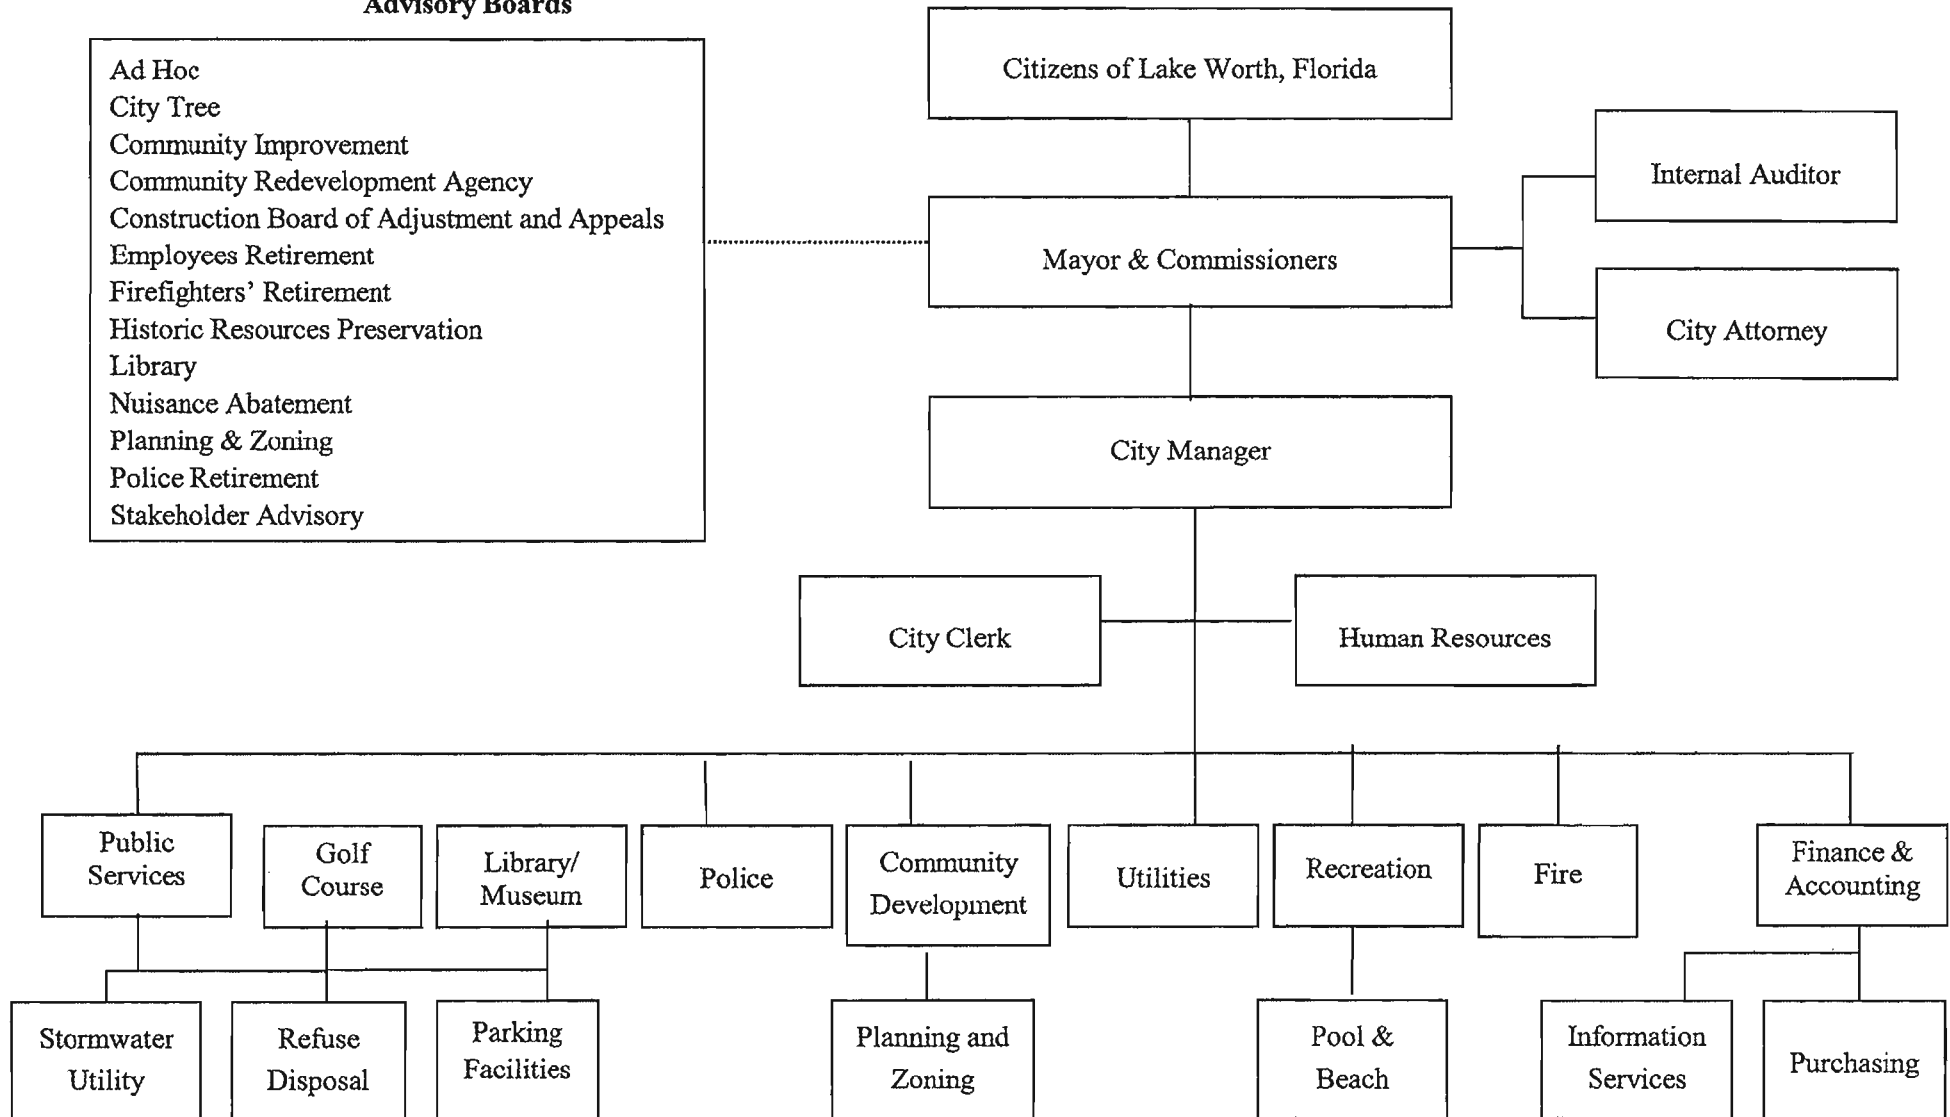 Advisory Boards
Ad Hoc
City Tree
Community Improvement
Community Redevelopment Agency
Construction Board of Adjustment and Appeals
Employees Retirement
Firefighters’ Retirement
Historic Resources Preservation
Library
Nuisance Abatement
Planning & Zoning
Police Retirement
Stakeholder Advisory
Citizens of Lake Worth, Florida
Mayor & Commissioners
Internal Auditor
City Attorney
City Manager
City Clerk
Human Resources
Public
Services
Golf
Course
Library/
Museum
Police
Community
Development
Utilities
Recreation
Fire
Finance &
Accounting
Stormwater
Utility
Refuse
Disposal
Parking
Facilities
Planning and
Zoning
Pool &
Beach
Information
Services
Purchasing